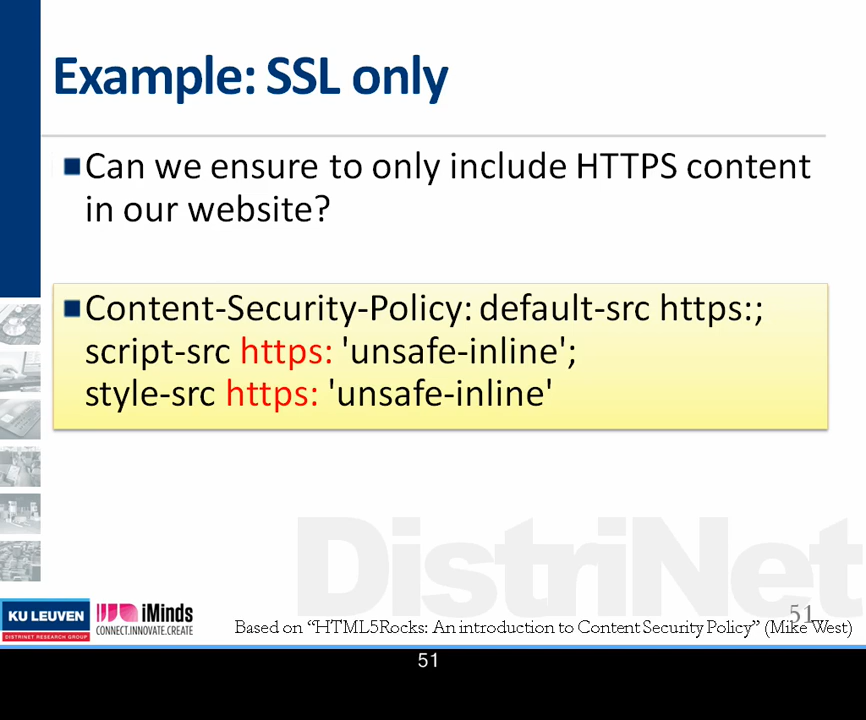 Example: SSL only
Can we ensure to only include HTTPS content
in our website?
Content-Security-Policy: default-src https:;
script-src https: 'unsafe-inline';
style-src https: 'unsafe-inline'
DistriNet
KU LEUVEN
DISTRINET RESEARCH GROUP
iMinds
CONNECT.INNOVATE.CREATE
51
Based on “HTML5Rocks: An introduction to Content Security Policy” (Mike West)
51